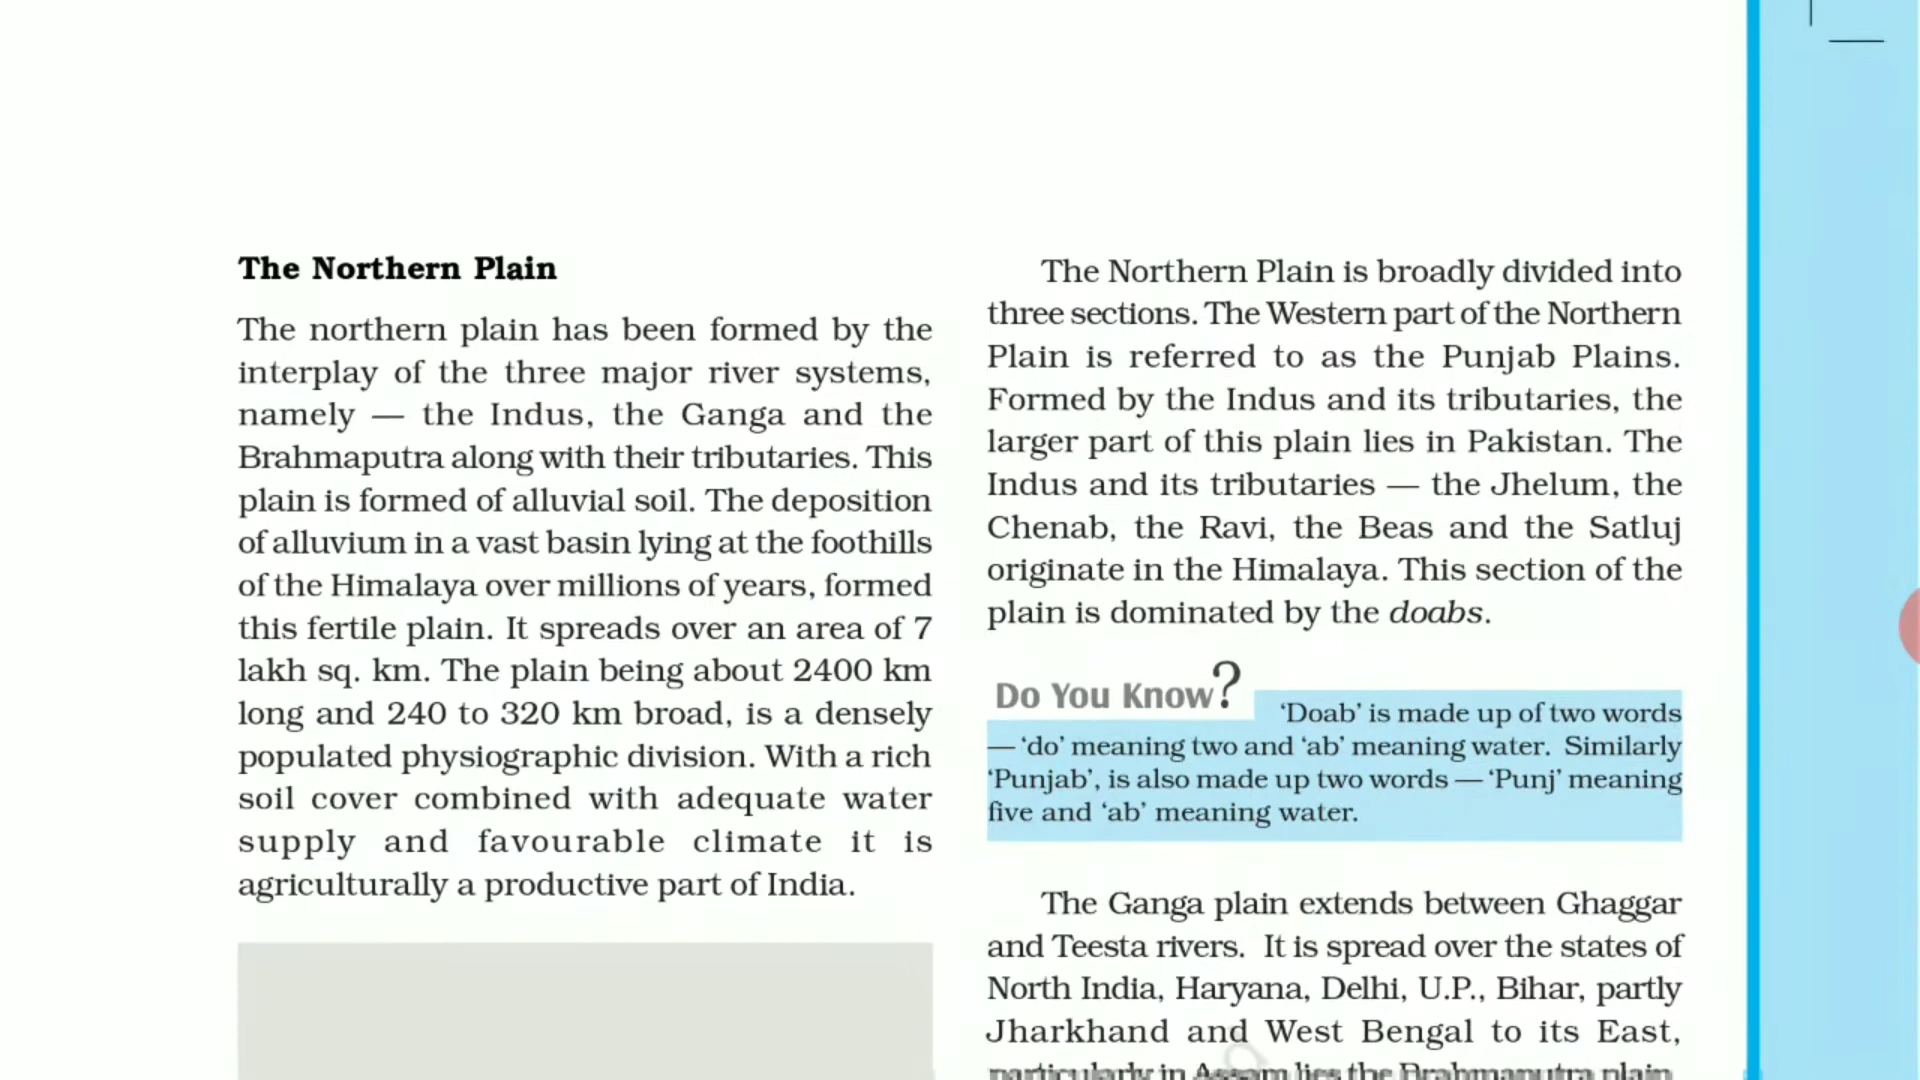 The Northern Plain
The northern plain has been formed by the
interplay of the three major river systems,
namely — the Indus, the Ganga and the
Brahmaputra along with their tributaries. This
plain is formed of alluvial soil. The deposition
of alluvium in a vast basin lying at the foothills
of the Himalaya over millions of years, formed
this fertile plain. It spreads over an area of 7
lakh sq. km. The plain being about 2400 km
long and 240 to 320 km broad, is a densely
populated physiographic division. With a rich
soil cover combined with adequate water
supply and favourable climate it is
agriculturally a productive part of India.
The Northern Plain is broadly divided into
three sections. The Western part of the Northern
Plain is referred to as the Punjab Plains.
Formed by the Indus and its tributaries, the
larger part of this plain lies in Pakistan. The
Indus and its tributaries — the Jhelum, the
Chenab, the Ravi, the Beas and the Satluj
originate in the Himalaya. This section of the
plain is dominated by the doabs.
Do You Know?
‘Doab’ is made up of two words
— ‘do’ meaning two and ‘ab’ meaning water. Similarly
‘Punjab’, is also made up two words — ‘Punj’ meaning
five and ‘ab’ meaning water.
The Ganga plain extends between Ghaggar
and Teesta rivers. It is spread over the states of
North India, Haryana, Delhi, U.P., Bihar, partly
Jharkhand and West Bengal to its East,
particularly in Assam lies the Brahmaputra plain.